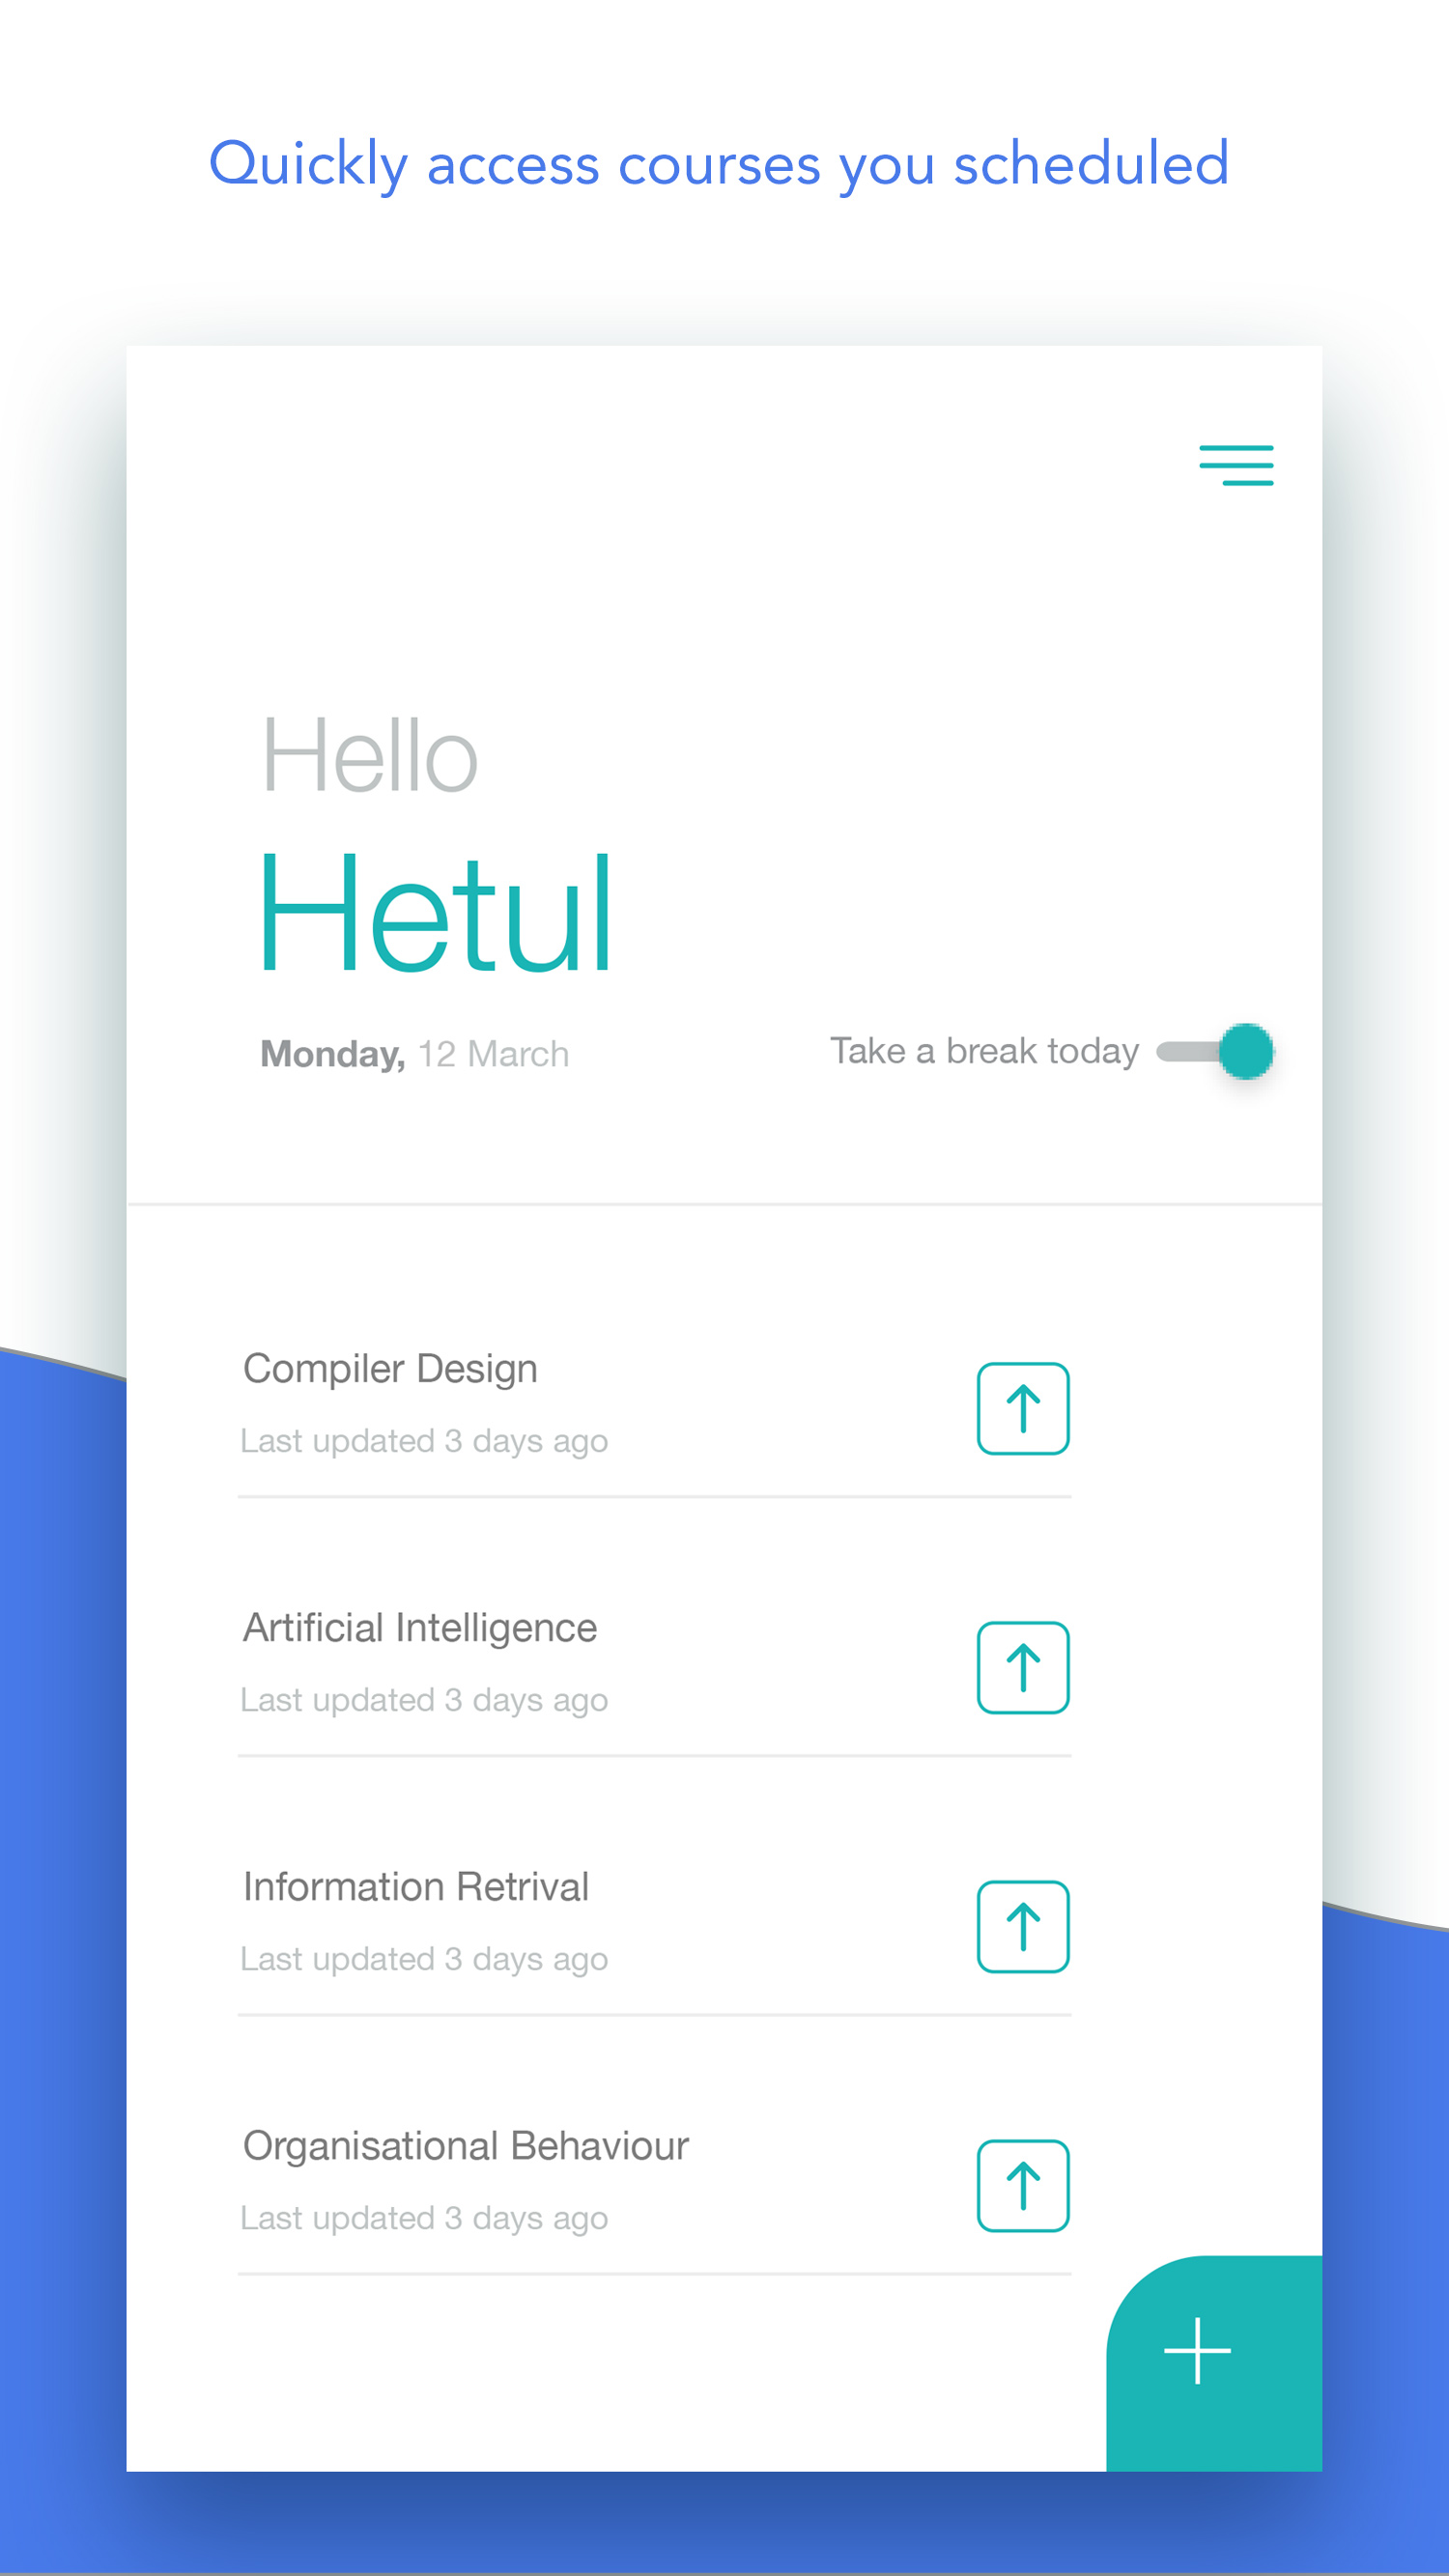 Quickly access courses you scheduled
Hello
Hetul
Monday, 12 March
Take a break today
Compiler Design
Last updated 3 days ago
Artificial Intelligence
Last updated 3 days ago
Information Retrival
Last updated 3 days ago
Organisational Behaviour
Last updated 3 days ago